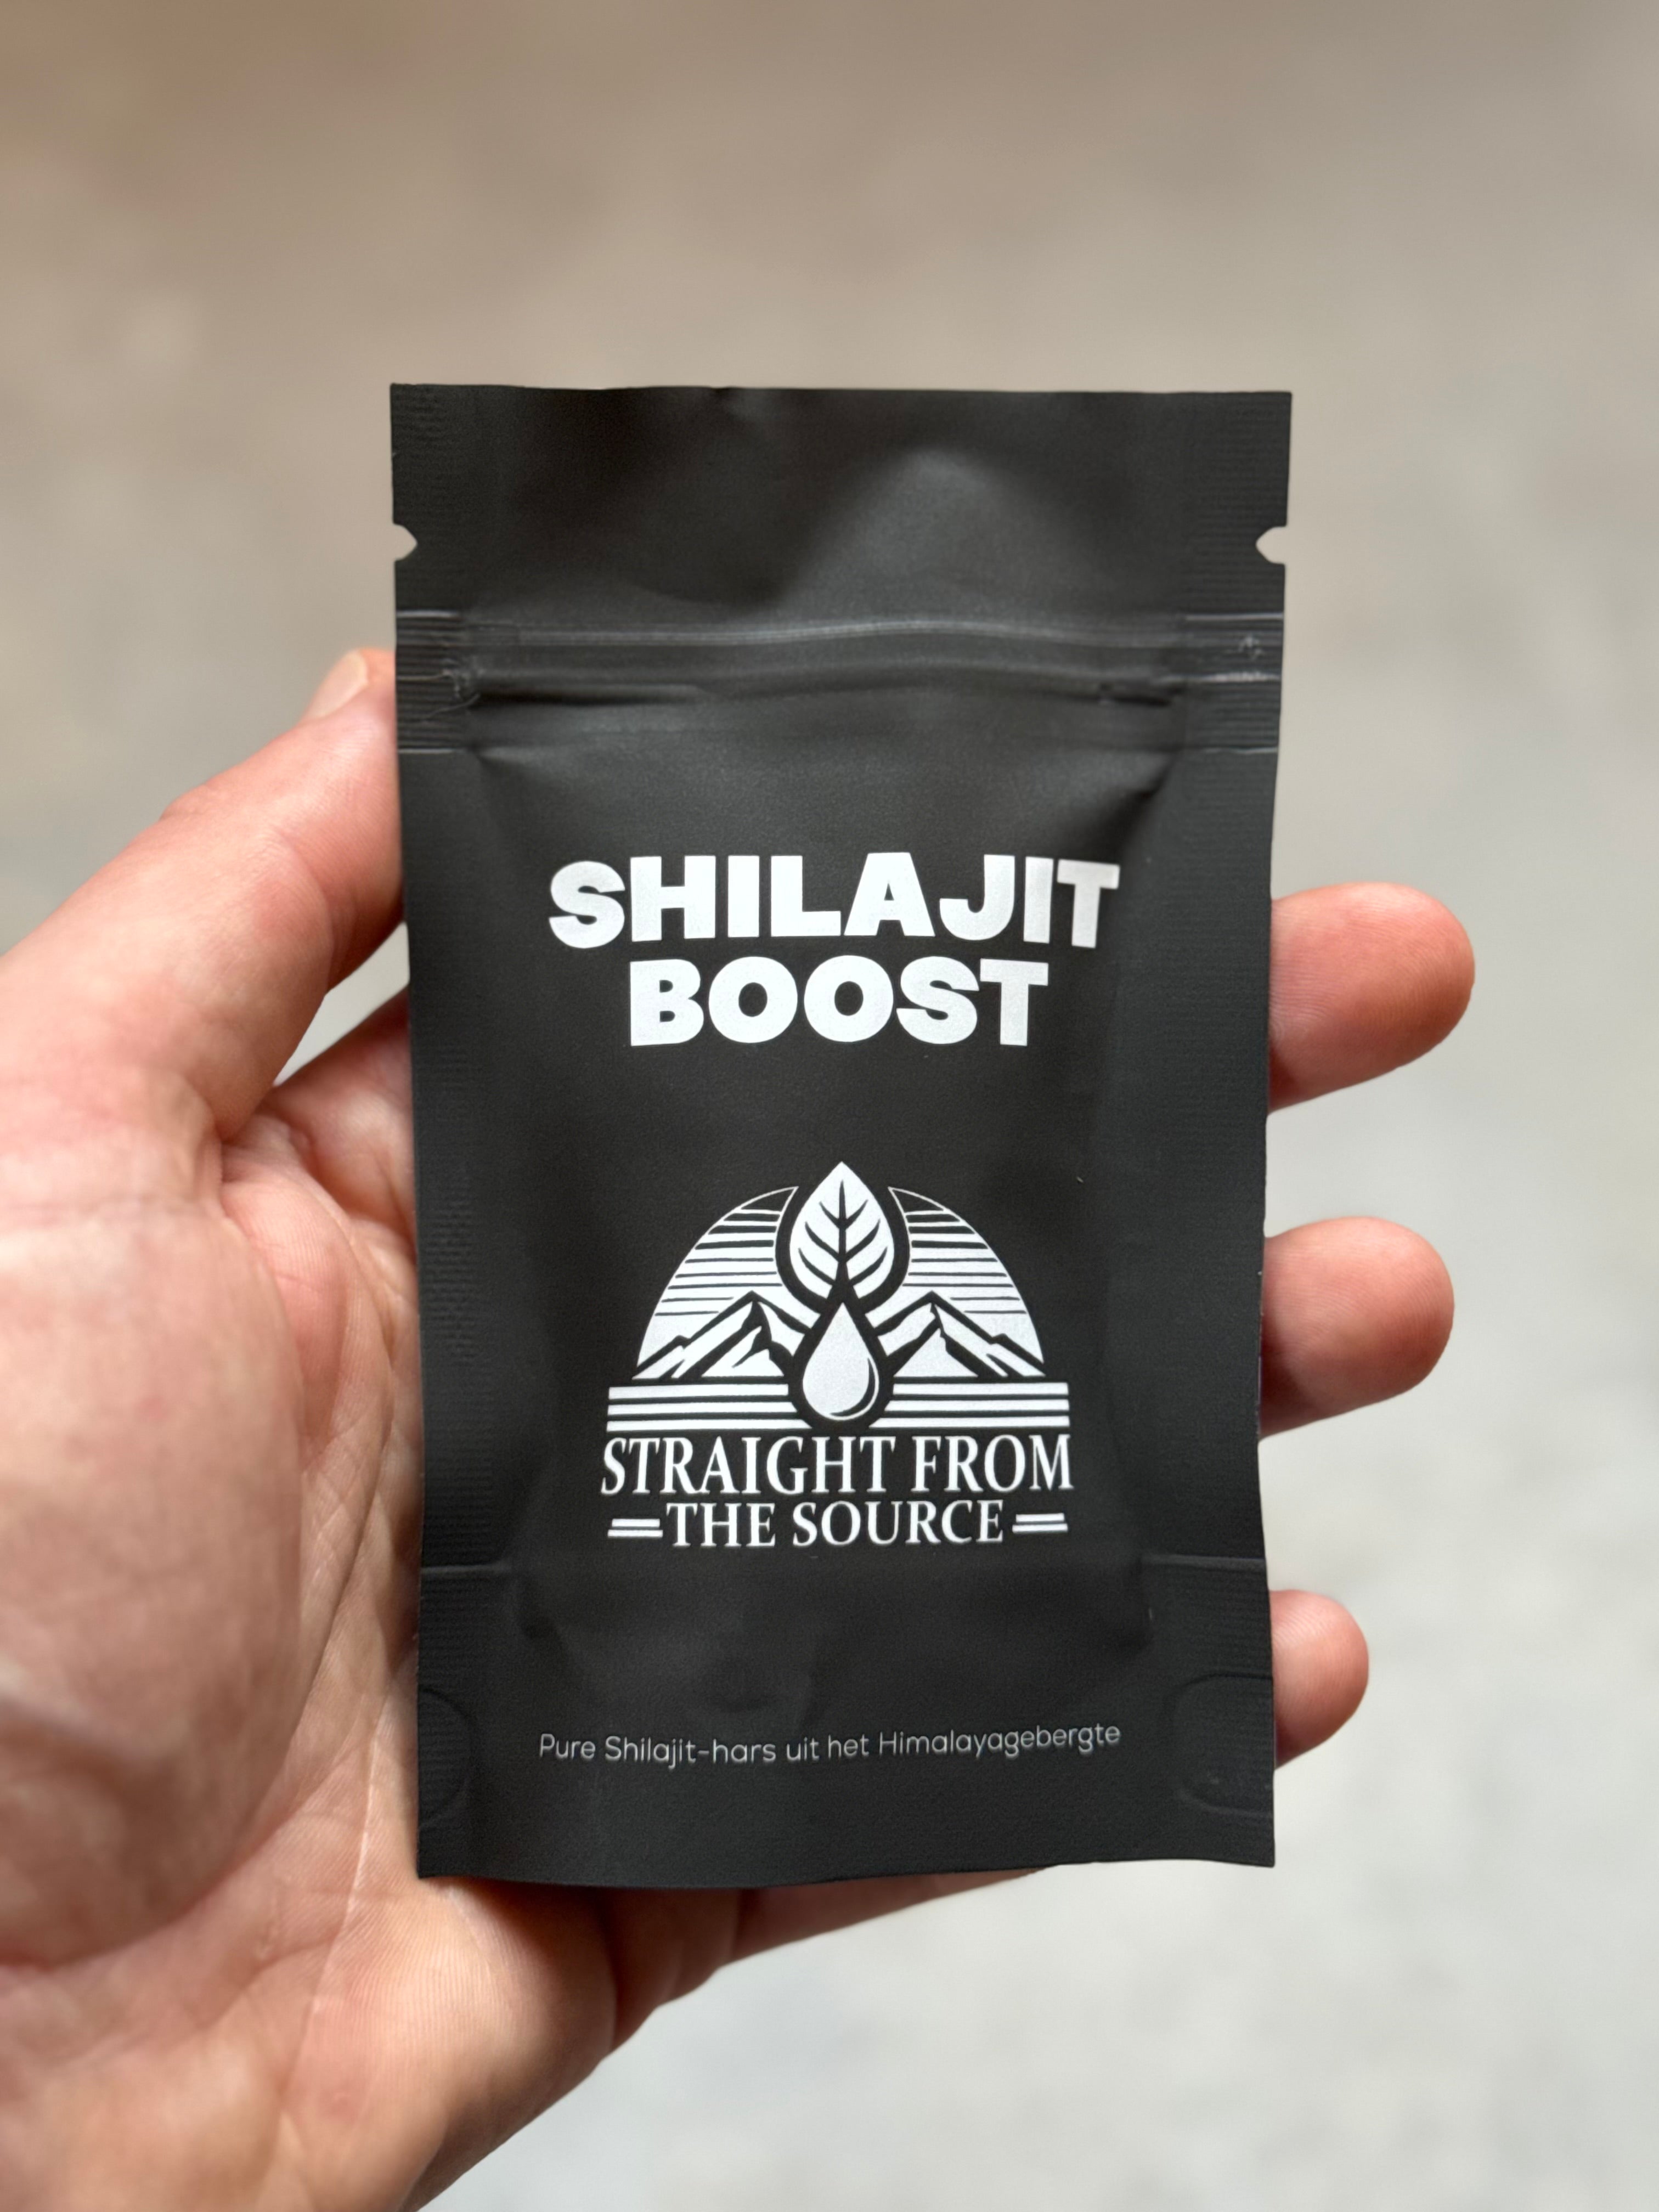 SHILAJIT
BOOST
STRAIGHT FROM
THE SOURCE
Pure Shilajit-hars uit het Himalayagebergte